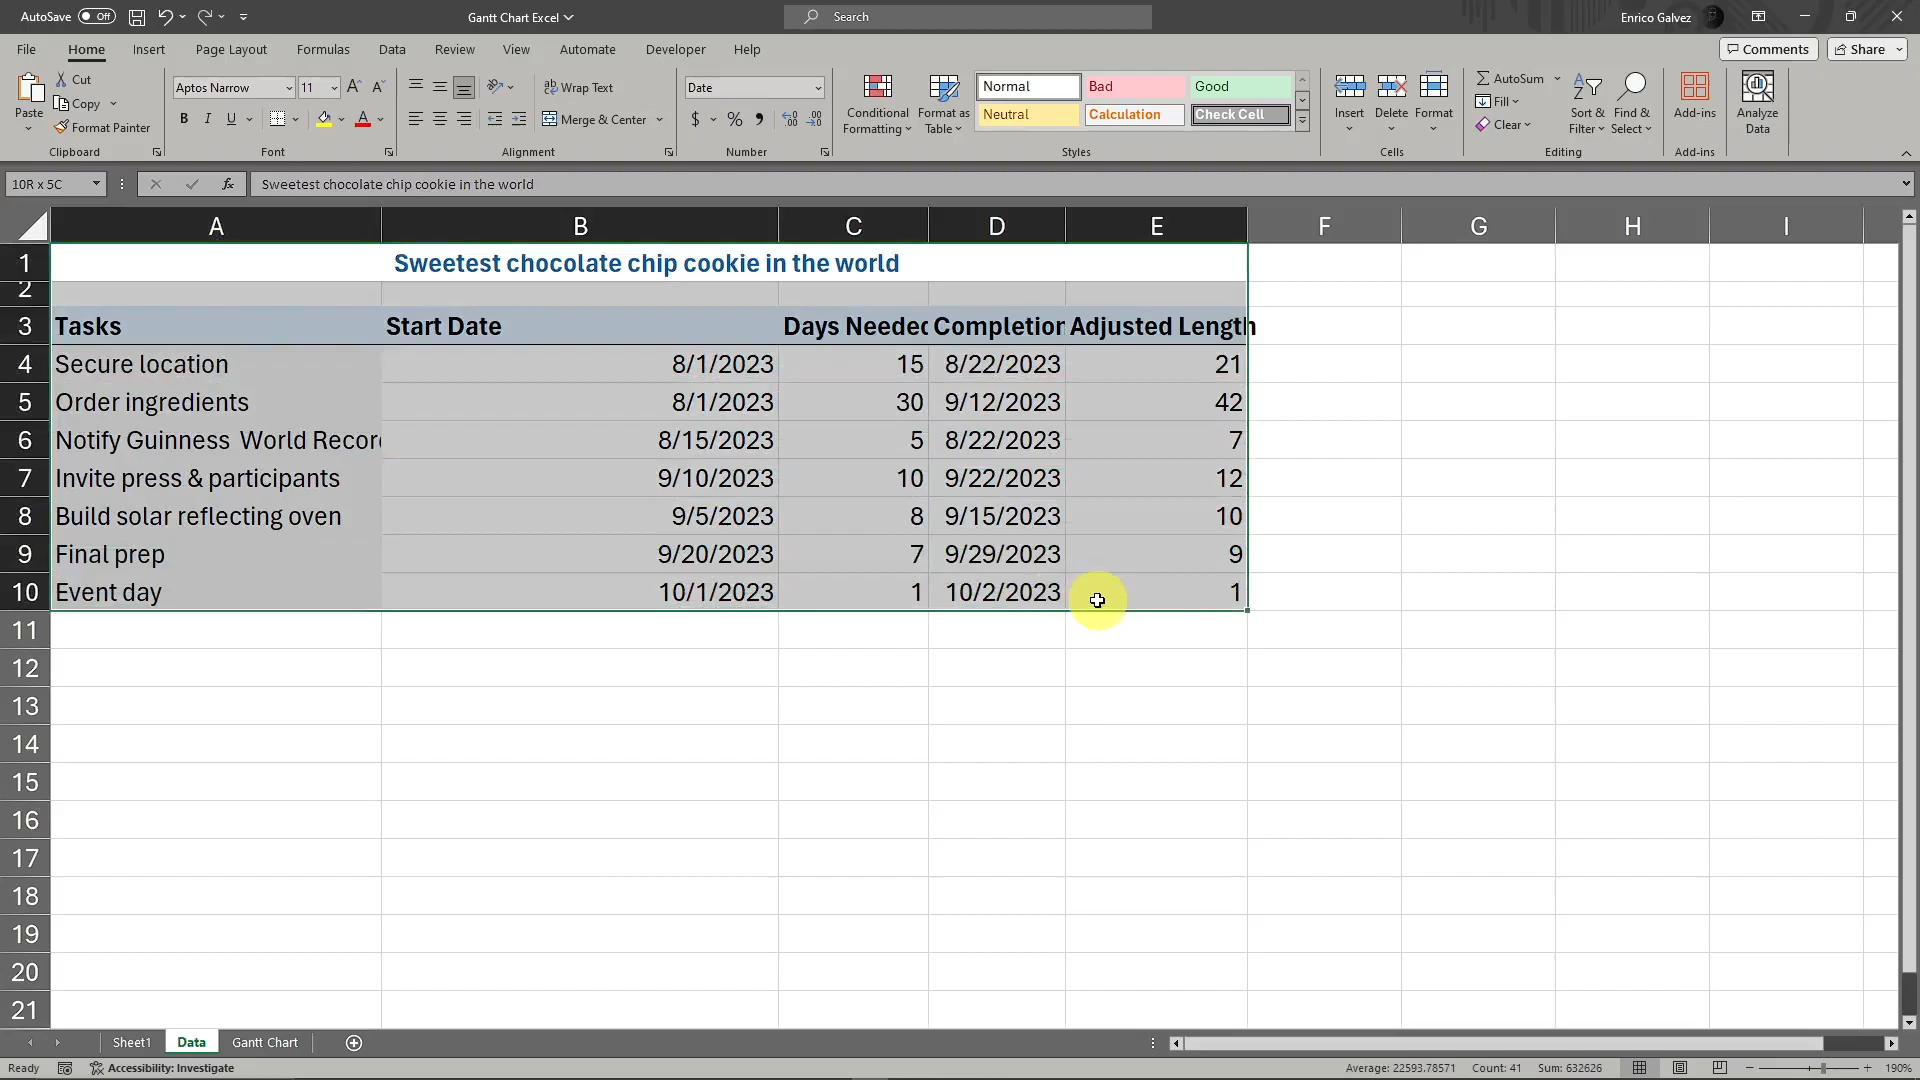 AutoSave Off Gantt Chart Excel Search Enrico Galvez
File Home Insert Page Layout Formulas Data Review View Automate Developer Help Comments Share
Paste Cut Copy Format Painter Clipboard
Aptos Narrow 11 B I U A Font
Wrap Text Merge & Center Alignment
Date $ % Number
Conditional Formatting Format as Table Normal Bad Good
Neutral Calculation Check Cell Styles
Insert Delete Format Cells
AutoSum Fill Clear Sort & Filter Find & Select Editing
Add-ins Add-ins
Analyze Data
10R x 5C fx Sweetest chocolate chip cookie in the world
A B C D E F G H I
1 Sweetest chocolate chip cookie in the world
2
3 Tasks Start Date Days Needed Completion Adjusted Length
4 Secure location 8/1/2023 15 8/22/2023 21
5 Order ingredients 8/1/2023 30 9/12/2023 42
6 Notify Guinness World Record 8/15/2023 5 8/22/2023 7
7 Invite press & participants 9/10/2023 10 9/22/2023 12
8 Build solar reflecting oven 9/5/2023 8 9/15/2023 10
9 Final prep 9/20/2023 7 9/29/2023 9
10 Event day 10/1/2023 1 10/2/2023 1
11
12
13
14
15
16
17
18
19
20
21
Sheet1 Data Gantt Chart
Ready Accessibility: Investigate Average: 22593.78571 Count: 41 Sum: 632626 190%